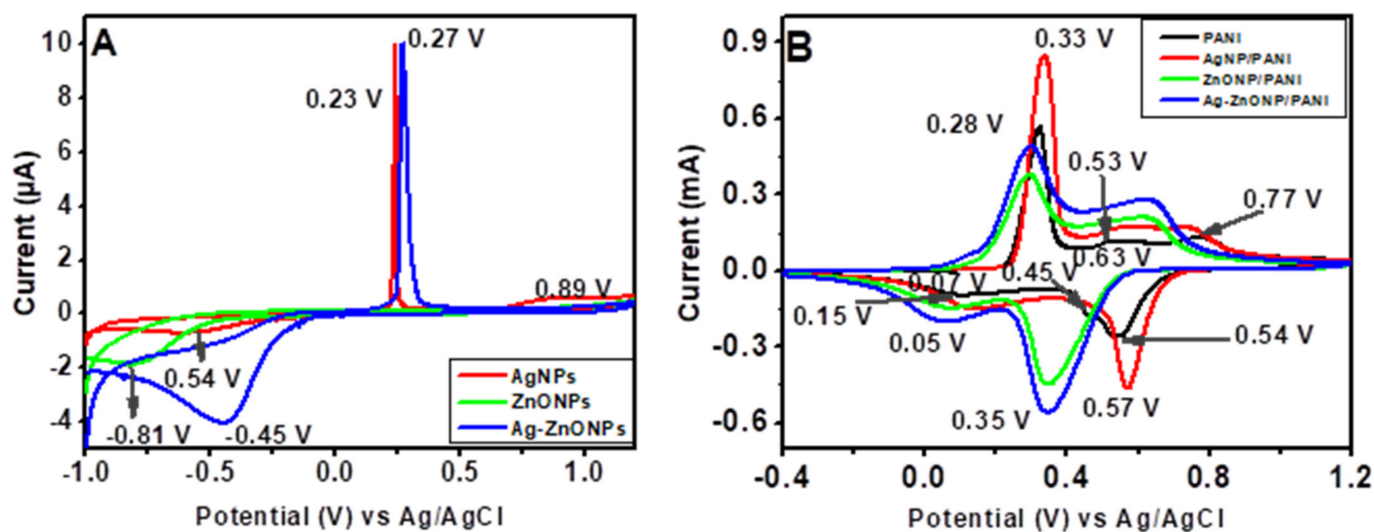 A
Current (µA)
10
8
6
4
2
0
-2
-4
0.27 V
0.23 V
0.89 V
0.54 V
-0.81 V
-0.45 V
AgNPs
ZnONPs
Ag-ZnONPs
-1.0
-0.5
0.0
0.5
1.0
Potential (V) vs Ag/AgCl
B
Current (mA)
0.9
0.6
0.3
0.0
-0.3
-0.6
0.33 V
PANI
AgNP/PANI
ZnONP/PANI
Ag-ZnONP/PANI
0.28 V
0.53 V
0.77 V
0.63 V
0.45 V
0.07 V
0.15 V
0.05 V
0.54 V
0.35 V
0.57 V
-0.4
0.0
0.4
0.8
1.2
Potential (V) vs Ag/AgCl